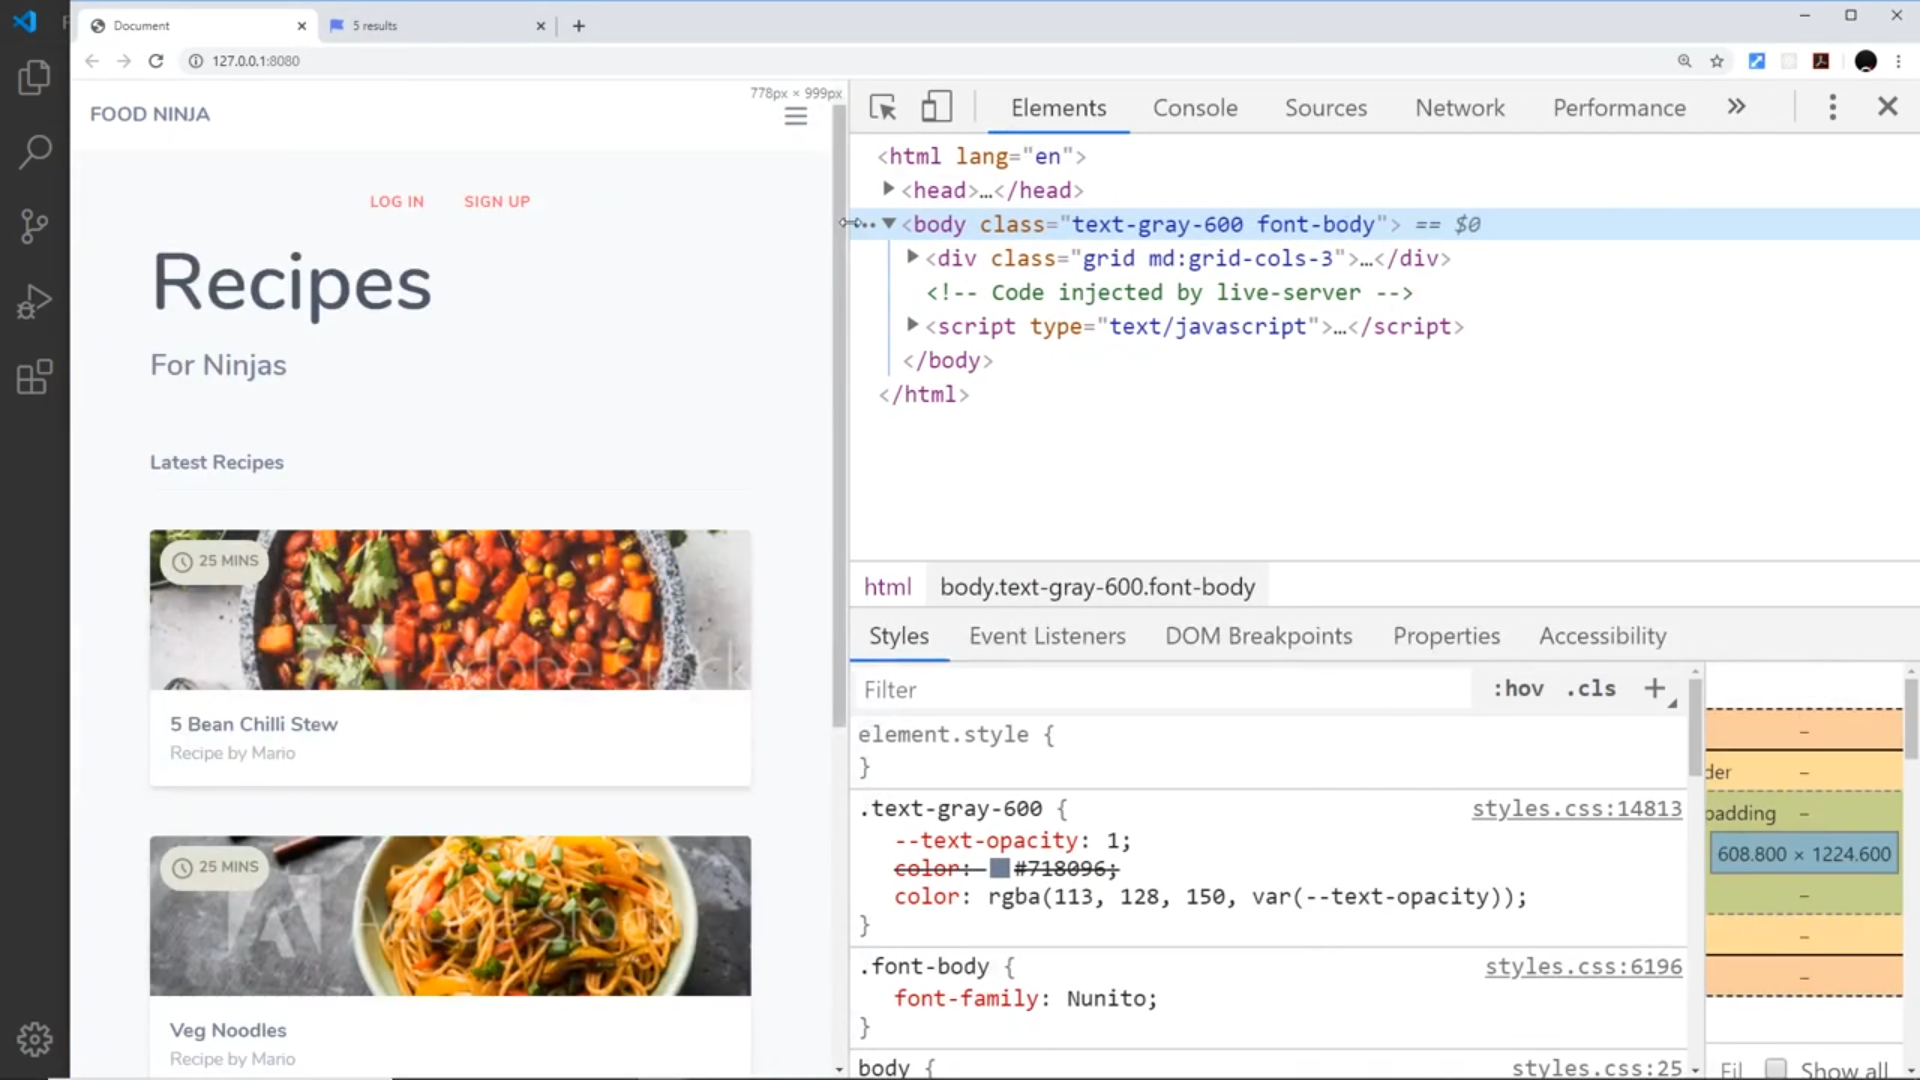 Document
5 results
127.0.0.1:8080
778px × 999px
FOOD NINJA
LOG IN SIGN UP
Recipes
For Ninjas
Latest Recipes
25 MINS
Adobe Stock
5 Bean Chilli Stew
Recipe by Mario
25 MINS
Adobe Stock
Veg Noodles
Recipe by Mario
Elements Console Sources Network Performance »
<html lang="en">
<head>…</head>
<body class="text-gray-600 font-body"> == $0
<div class="grid md:grid-cols-3">…</div>
<!-- Code injected by live-server -->
<script type="text/javascript">…</script>
</body>
</html>
html body.text-gray-600.font-body
Styles Event Listeners DOM Breakpoints Properties Accessibility
Filter :hov .cls +
element.style {
}
.text-gray-600 { styles.css:14813
--text-opacity: 1;
color: #718096;
color: rgba(113, 128, 150, var(--text-opacity));
}
.font-body { styles.css:6196
font-family: Nunito;
}
body { styles.css:25
–
der –
padding –
608.800 × 1224.600
–
–
–
Fil Show all